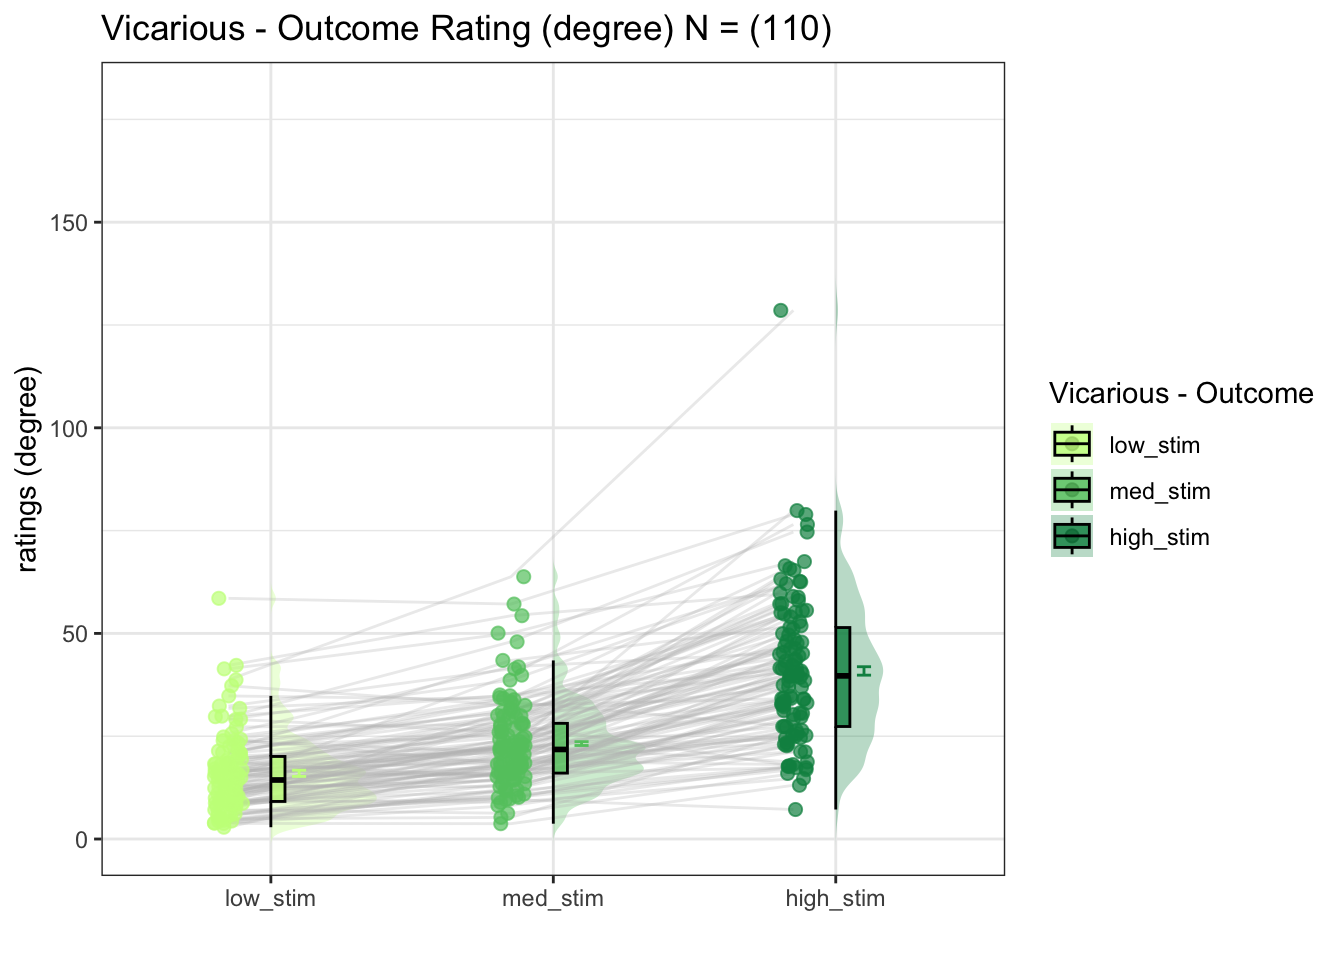 Vicarious - Outcome Rating (degree) N = (110)
ratings (degree)
150
100
50
0
low_stim
med_stim
high_stim
Vicarious - Outcome
low_stim
med_stim
high_stim